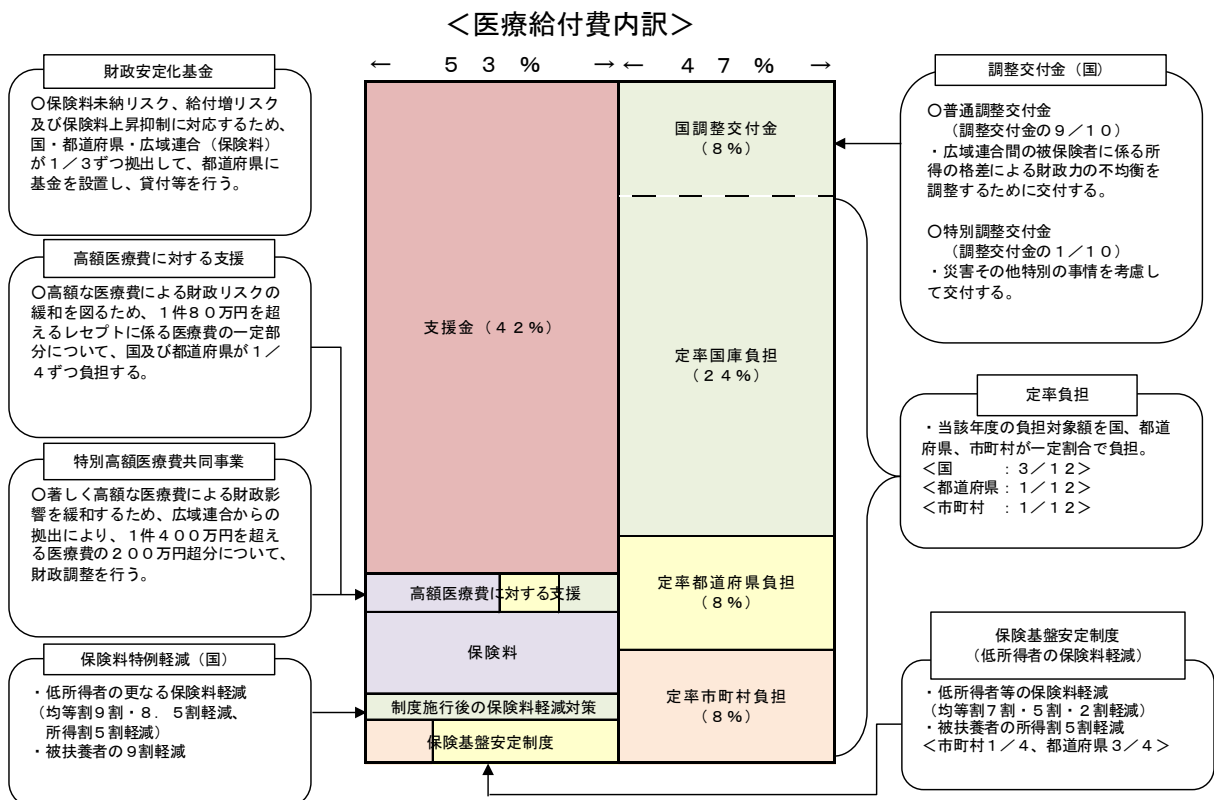 ＜医療給付費内訳＞
← ５３％ →
← ４７％ →
財政安定化基金
〇保険料未納リスク、給付増リスク
及び保険料上昇抑制に対応するため、
国・都道府県・広域連合（保険料）
が１／３ずつ拠出して、都道府県に
基金を設置し、貸付等を行う。
高額医療費に対する支援
〇高額な医療費による財政リスクの
緩和を図るため、１件８０万円を超
えるレセプトに係る医療費の一定部
分について、国及び都道府県が１／
４ずつ負担する。
特別高額医療費共同事業
〇著しく高額な医療費による財政影
響を緩和するため、広域連合からの
拠出により、１件４００万円を超え
る医療費の２００万円超分について、
財政調整を行う。
保険料特例軽減（国）
・低所得者の更なる保険料軽減
（均等割９割・８．５割軽減、
所得割５割軽減）
・被扶養者の９割軽減
支援金（４２％）
高額医療費に対する支援
保険料
制度施行後の保険料軽減対策
保険基盤安定制度
国調整交付金
（８％）
定率国庫負担
（２４％）
定率都道府県負担
（８％）
定率市町村負担
（８％）
調整交付金（国）
〇普通調整交付金
（調整交付金の９／１０）
・広域連合間の被保険者に係る所
得の格差による財政力の不均衡を
調整するために交付する。
〇特別調整交付金
（調整交付金の１／１０）
・災害その他特別の事情を考慮し
て交付する。
定率負担
・当該年度の負担対象額を国、都道
府県、市町村が一定割合で負担。
＜国　　　：３／１２＞
＜都道府県：１／１２＞
＜市町村　：１／１２＞
保険基盤安定制度
（低所得者の保険料軽減）
・低所得者等の保険料軽減
（均等割７割・５割・２割軽減）
・被扶養者の所得割５割軽減
＜市町村１／４、都道府県３／４＞